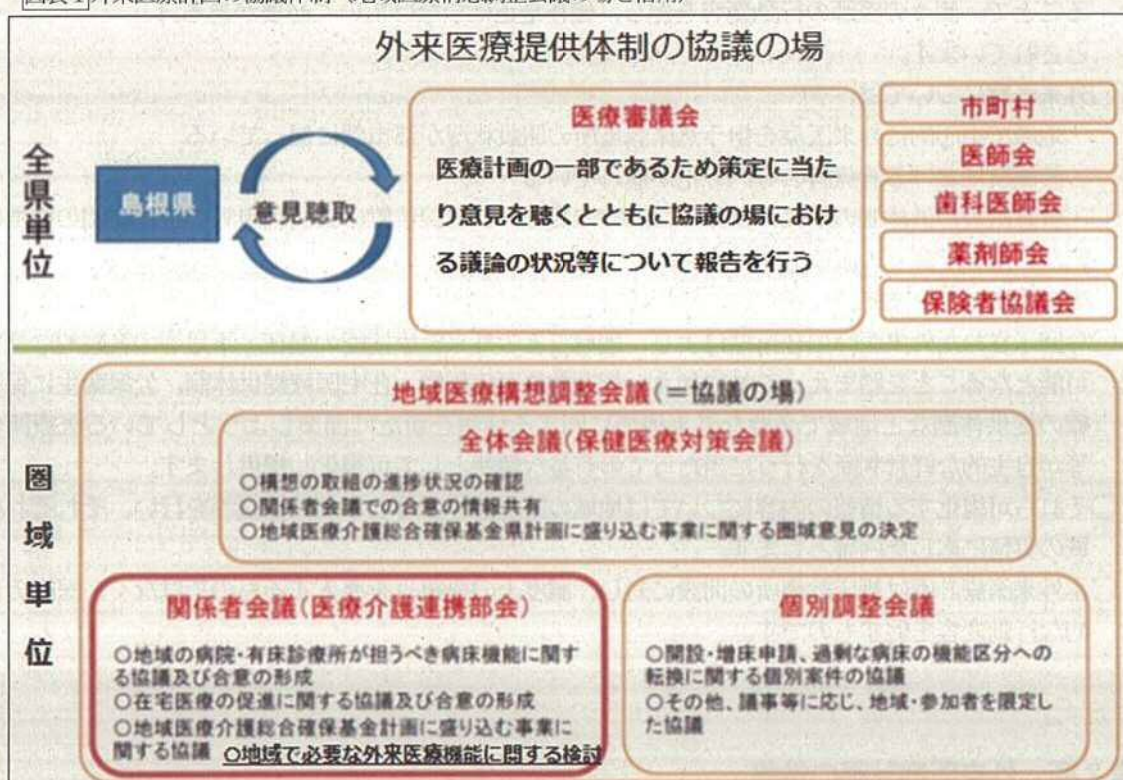 外来医療提供体制の協議の場
全県単位
島根県
意見聴取
医療審議会
医療計画の一部であるため策定に当た
り意見を聴くとともに協議の場におけ
る議論の状況等について報告を行う
市町村
医師会
歯科医師会
薬剤師会
保険者協議会
圏域単位
地域医療構想調整会議(=協議の場)
全体会議(保健医療対策会議)
○構想の取組の進捗状況の確認
○関係者会議での合意の情報共有
○地域医療介護総合確保基金県計画に盛り込む事業に関する圏域意見の決定
関係者会議(医療介護連携部会)
○地域の病院・有床診療所が担うべき病床機能に関す
る協議及び合意の形成
○在宅医療の促進に関する協議及び合意の形成
○地域医療介護総合確保基金計画に盛り込む事業に
関する協議 ○地域で必要な外来医療機能に関する検討
個別調整会議
○開設・増床申請、過剰な病床の機能区分への
転換に関する個別案件の協議
○その他、議事等に応じ、地域・参加者を限定し
た協議